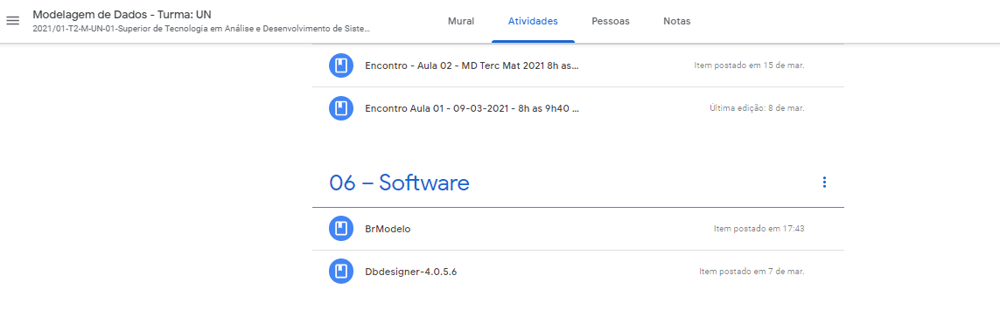 Modelagem de Dados - Turma: UN
2021/01-T2-M-UN-01-Superior de Tecnologia em Análise e Desenvolvimento de Siste...
Mural Atividades Pessoas Notas
Encontro - Aula 02 - MD Terc Mat 2021 8h as... Item postado em 15 de mar.
Encontro Aula 01 - 09-03-2021 - 8h as 9h40 ... Última edição: 8 de mar.
06 – Software
BrModelo Item postado em 17:43
Dbdesigner-4.0.5.6 Item postado em 7 de mar.